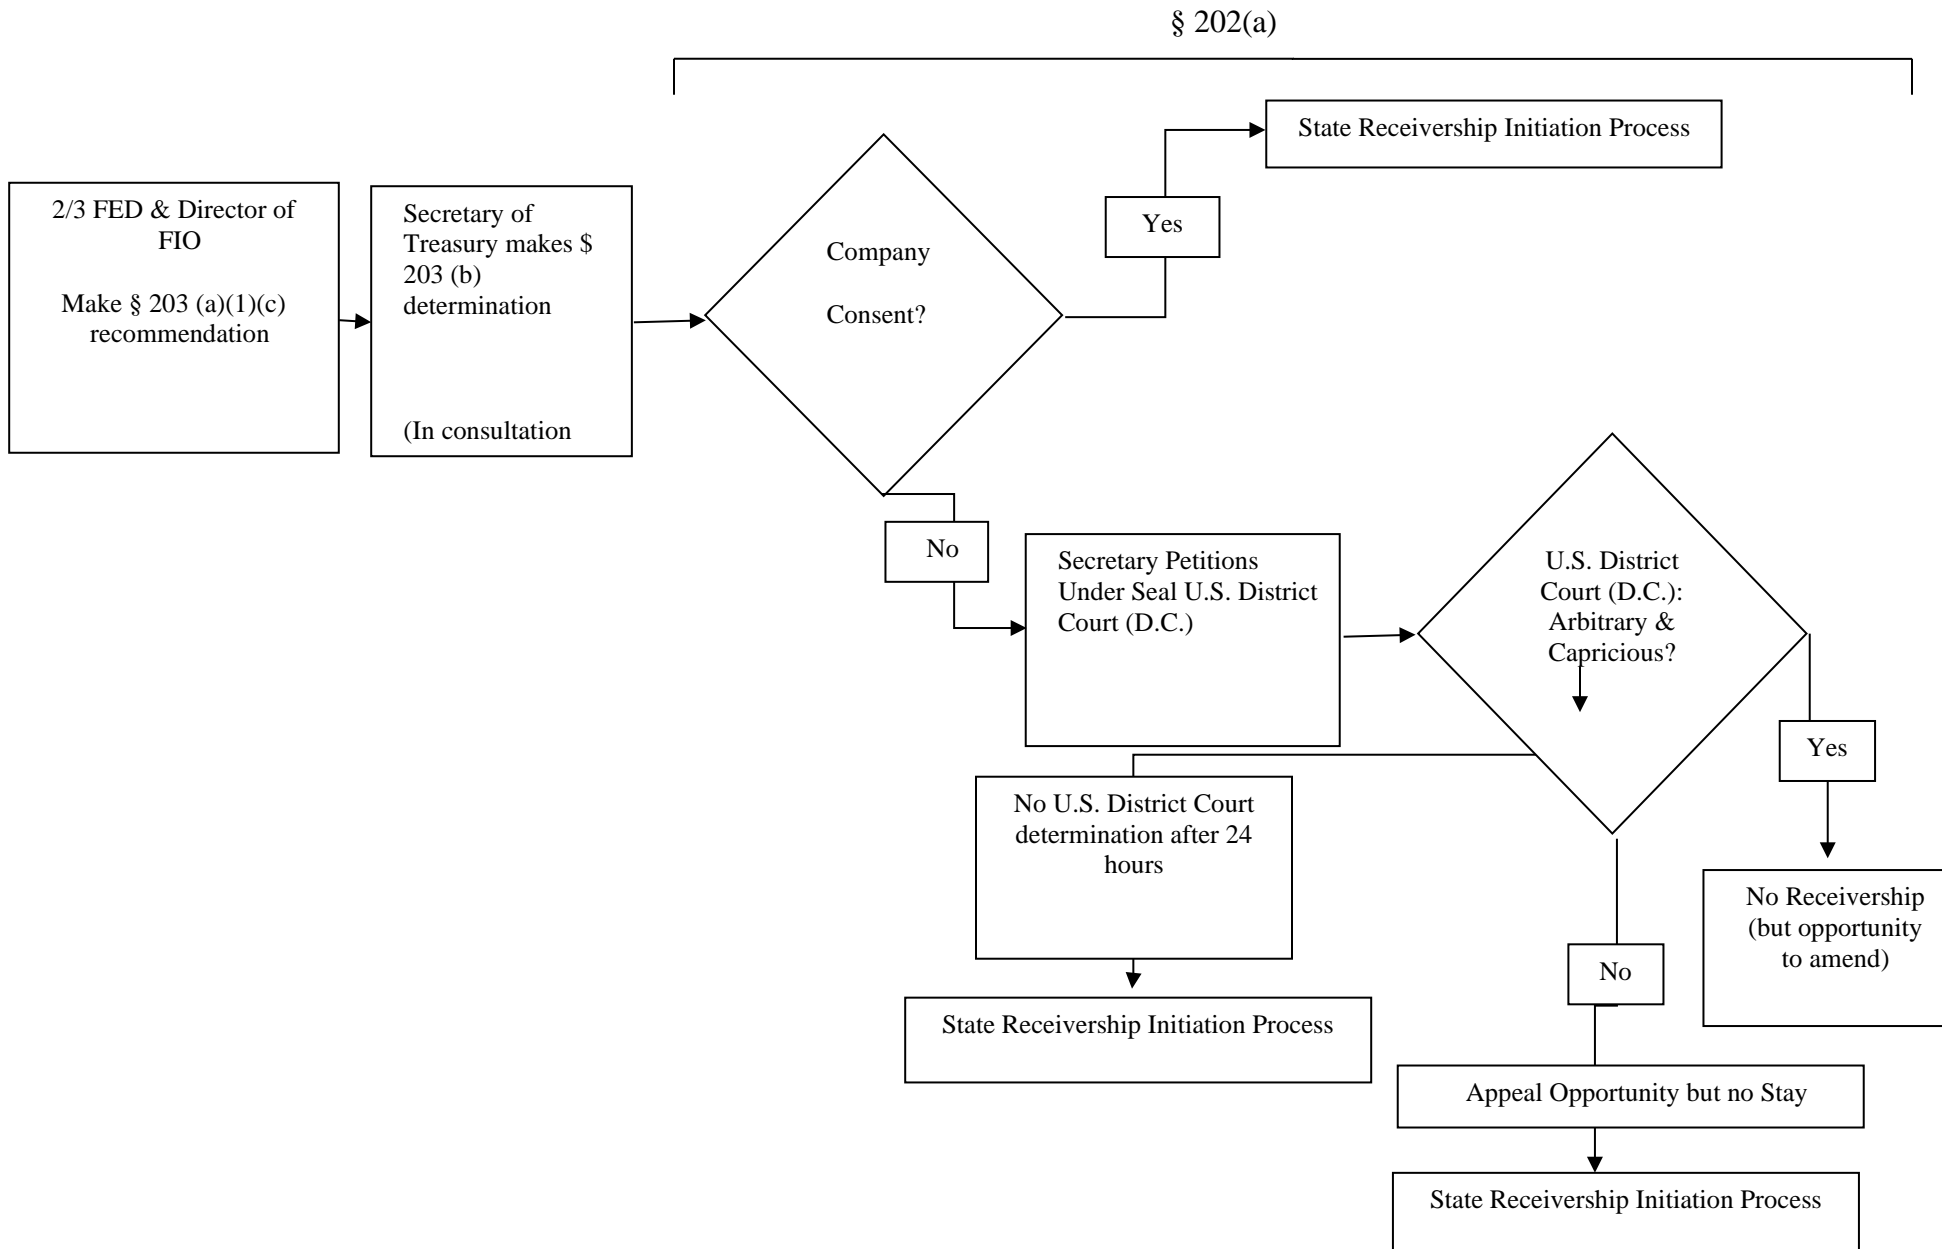 § 202(a)
State Receivership Initiation Process
Yes
2/3 FED & Director of
FIO
Make § 203 (a)(1)(c)
recommendation
Secretary of
Treasury makes $
203 (b)
determination
(In consultation
Company
Consent?
No
Secretary Petitions
Under Seal U.S. District
Court (D.C.)
U.S. District
Court (D.C.):
Arbitrary &
Capricious?
Yes
No U.S. District Court
determination after 24
hours
No Receivership
(but opportunity
to amend)
No
State Receivership Initiation Process
Appeal Opportunity but no Stay
State Receivership Initiation Process